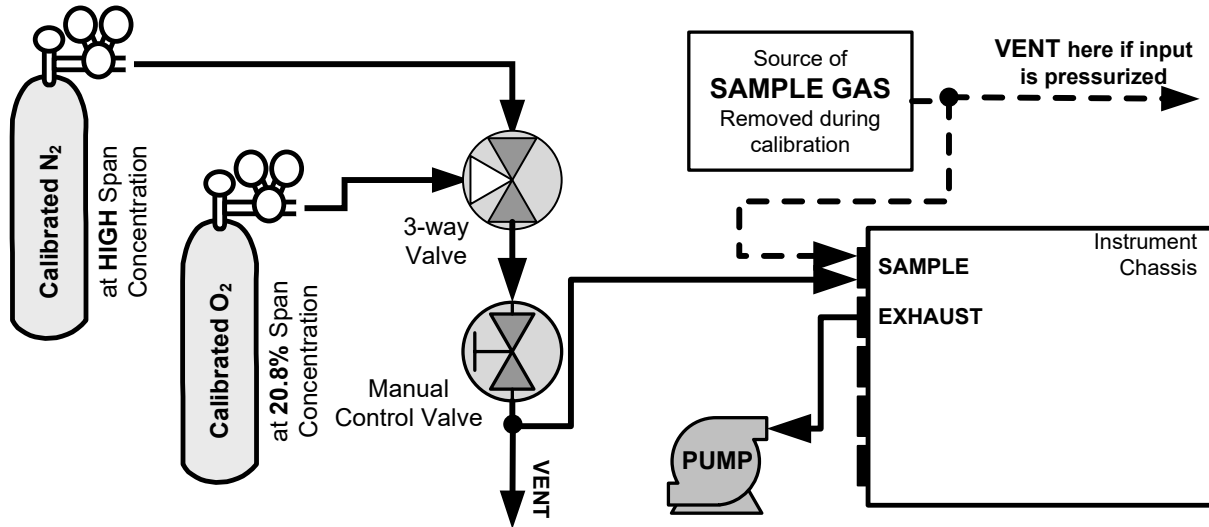 Calibrated N₂
at HIGH Span
Concentration
Calibrated O₂
at 20.8% Span
Concentration
3-way
Valve
Manual
Control Valve
VENT
Source of
SAMPLE GAS
Removed during
calibration
VENT here if input
is pressurized
Instrument
Chassis
SAMPLE
EXHAUST
PUMP